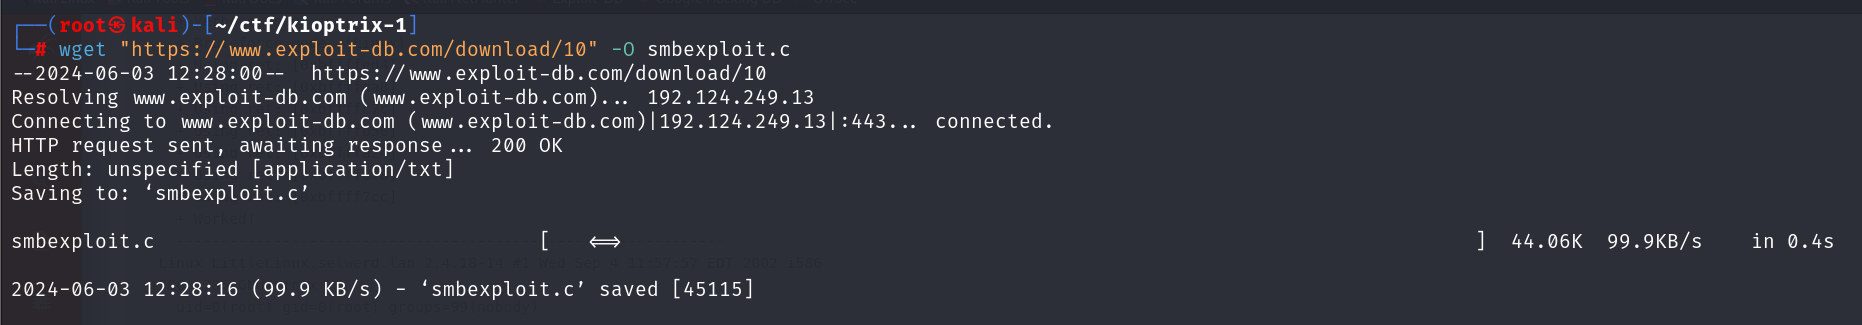 ┌──(root㉿kali)-[~/ctf/kioptrix-1]
└─# wget "https://www.exploit-db.com/download/10" -O smbexploit.c
--2024-06-03 12:28:00--  https://www.exploit-db.com/download/10
Resolving www.exploit-db.com (www.exploit-db.com)... 192.124.249.13
Connecting to www.exploit-db.com (www.exploit-db.com)|192.124.249.13|:443... connected.
HTTP request sent, awaiting response... 200 OK
Length: unspecified [application/txt]
Saving to: ‘smbexploit.c’
smbexploit.c                                [   <=>                                                                        ]  44.06K  99.9KB/s    in 0.4s
2024-06-03 12:28:16 (99.9 KB/s) - ‘smbexploit.c’ saved [45115]